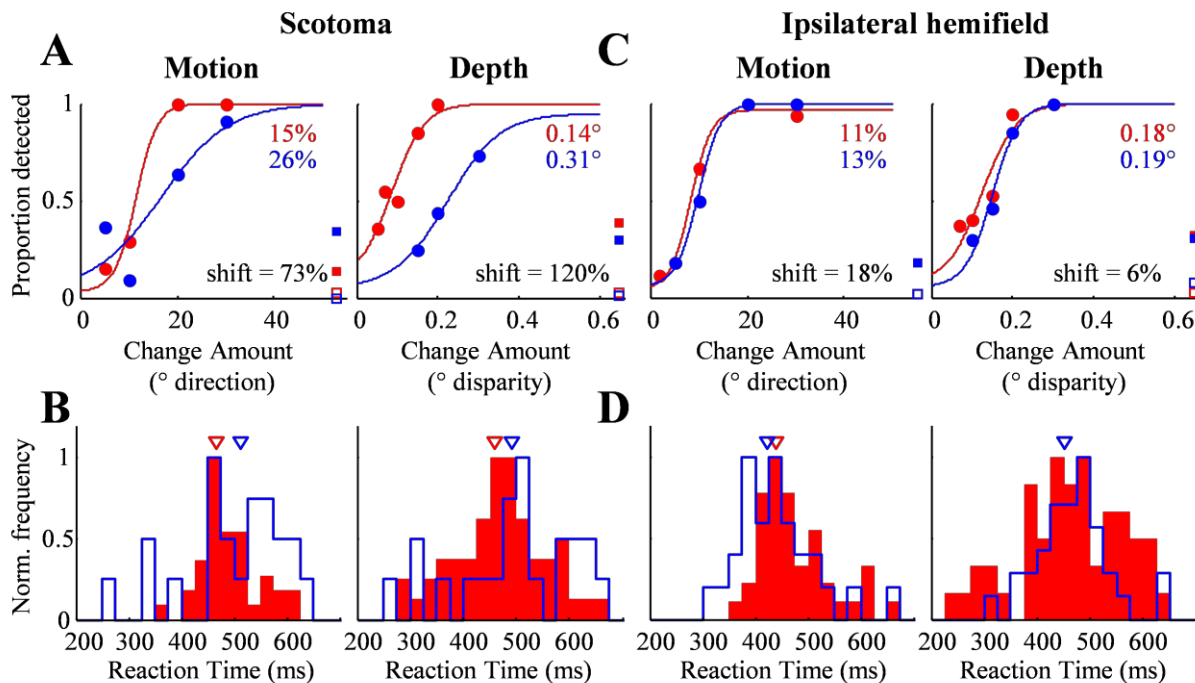 Scotoma
Ipsilateral hemifield
A
C
Motion
Depth
Motion
Depth
Proportion detected
1
0.5
0
15%
26%
shift = 73%
0.14°
0.31°
shift = 120%
11%
13%
shift = 18%
0.18°
0.19°
shift = 6%
0 20 40
0 0.2 0.4 0.6
0 20 40
0 0.2 0.4 0.6
Change Amount
(° direction)
Change Amount
(° disparity)
Change Amount
(° direction)
Change Amount
(° disparity)
B
D
Norm. frequency
1
0.5
0
200 300 400 500 600
200 300 400 500 600
200 300 400 500 600
200 300 400 500 600
Reaction Time (ms)
Reaction Time (ms)
Reaction Time (ms)
Reaction Time (ms)